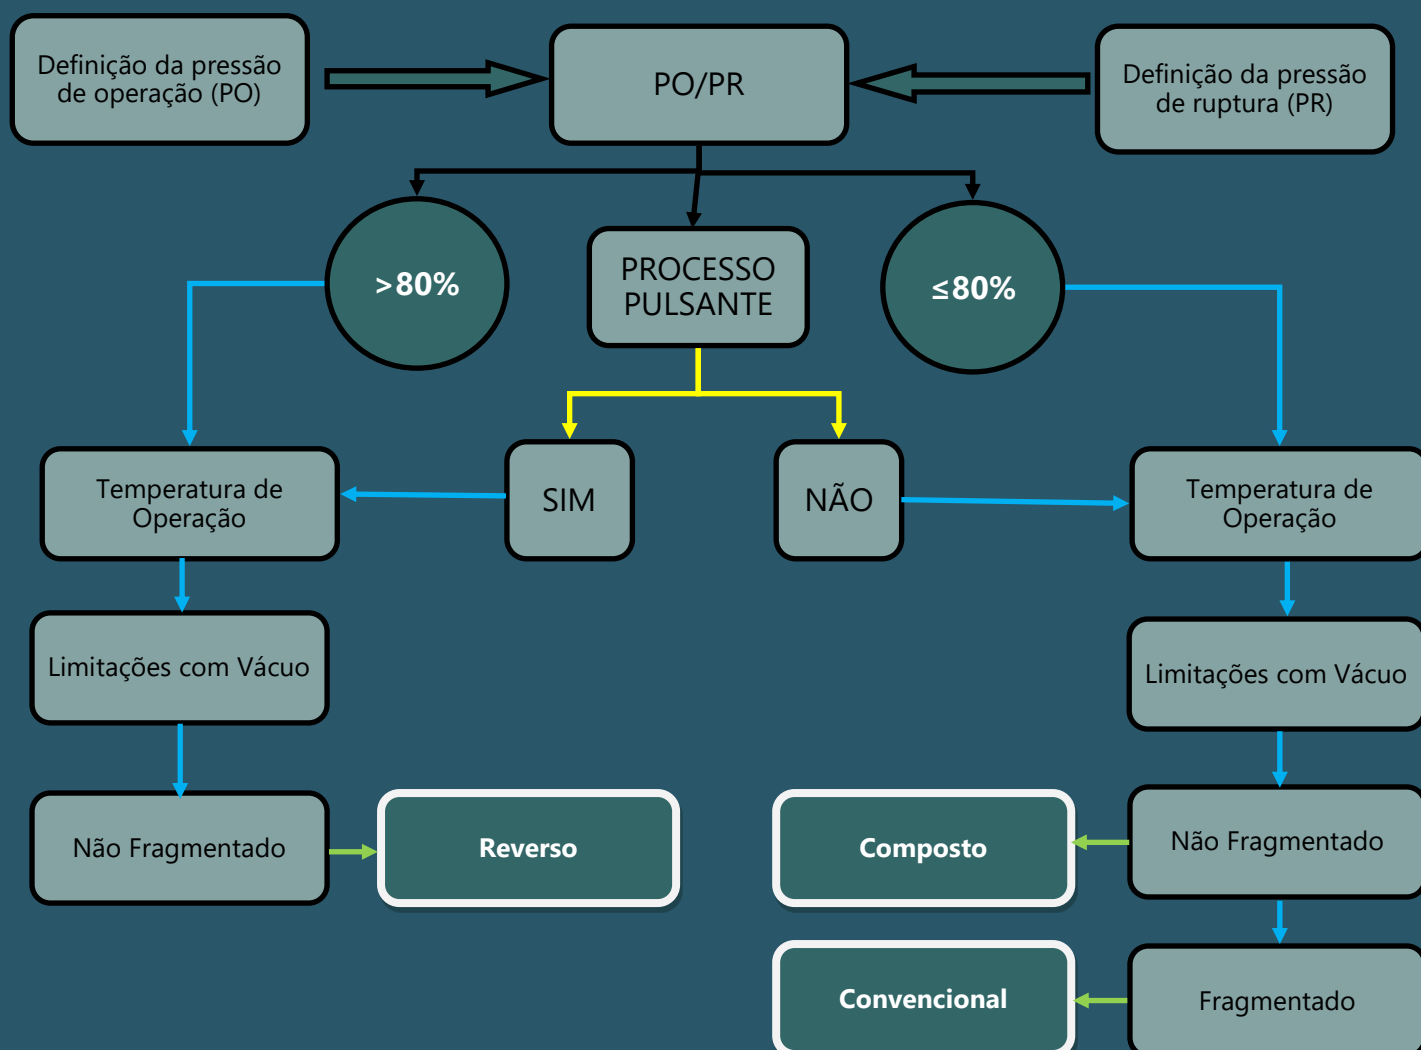 Definição da pressão
de operação (PO)
PO/PR
Definição da pressão
de ruptura (PR)
>80%
PROCESSO
PULSANTE
≤80%
SIM
NÃO
Temperatura de
Operação
Temperatura de
Operação
Limitações com Vácuo
Limitações com Vácuo
Não Fragmentado
Reverso
Composto
Não Fragmentado
Convencional
Fragmentado